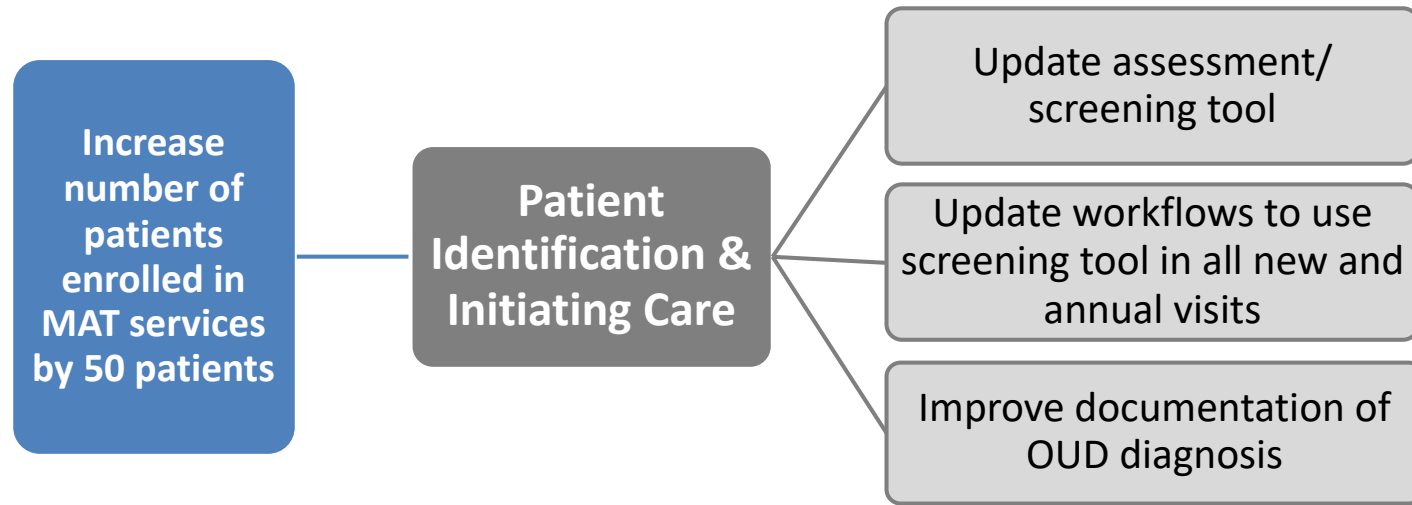 Increase
number of
patients
enrolled in
MAT services
by 50 patients
Patient
Identification &
Initiating Care
Update assessment/
screening tool
Update workflows to use
screening tool in all new and
annual visits
Improve documentation of
OUD diagnosis